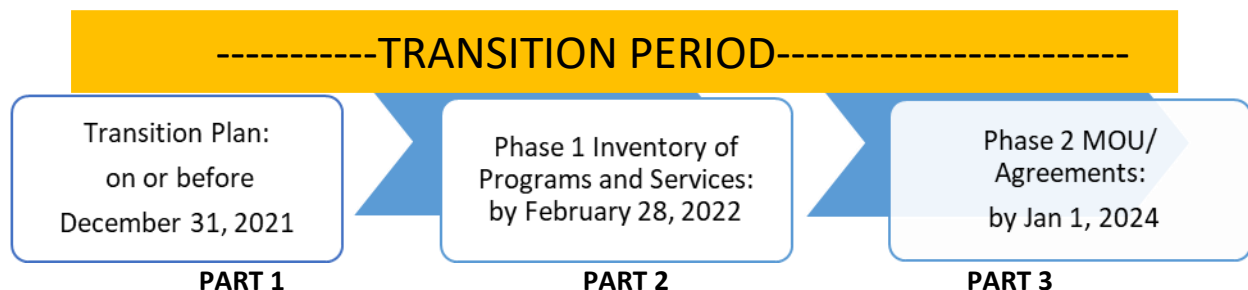 -----------TRANSITION PERIOD-----------------------
Transition Plan:
on or before
December 31, 2021
Phase 1 Inventory of
Programs and Services:
by February 28, 2022
Phase 2 MOU/
Agreements:
by Jan 1, 2024
PART 1
PART 2
PART 3